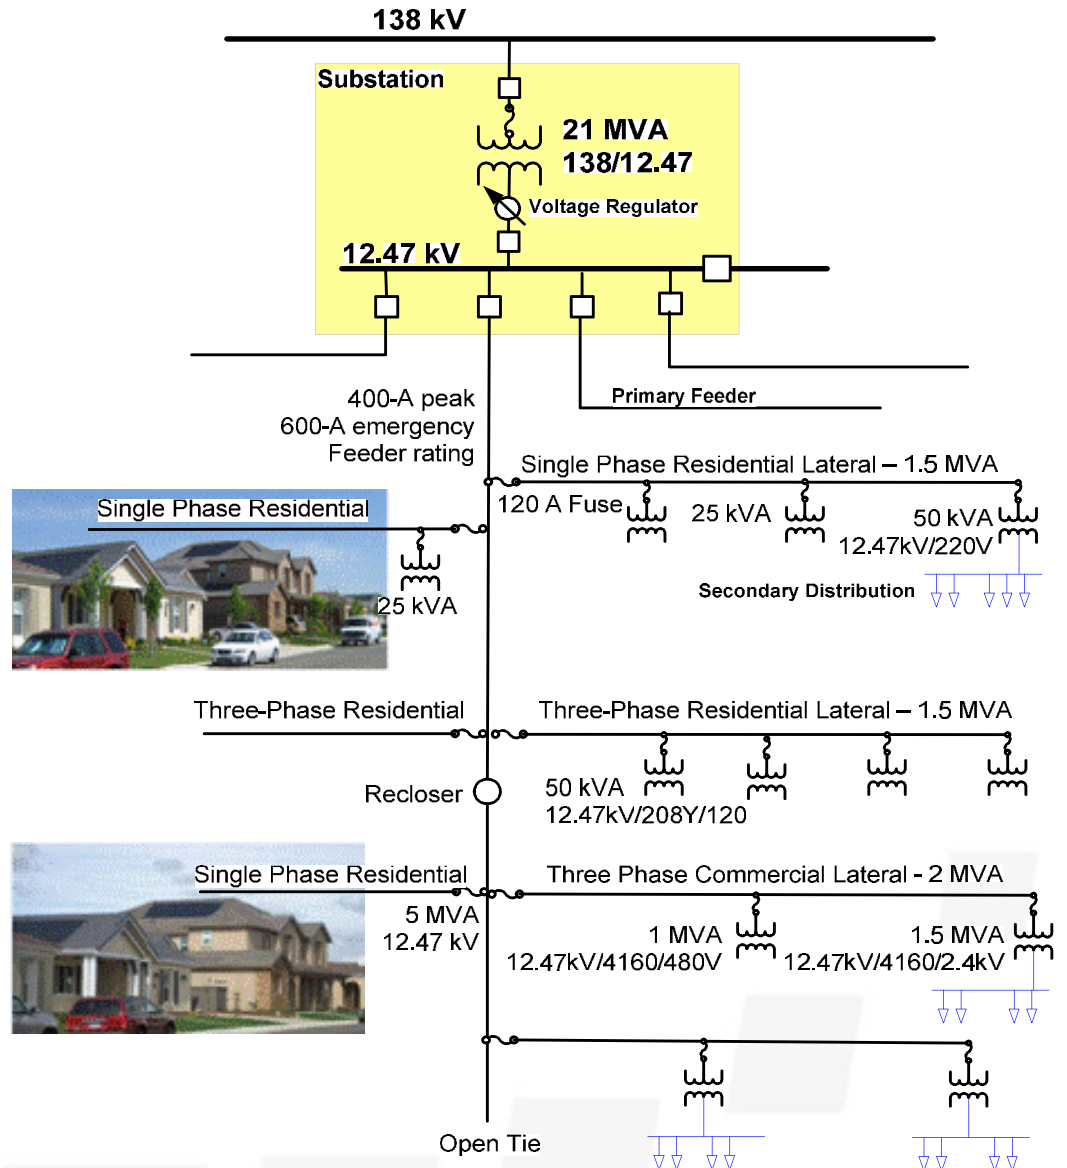 138 kV
Substation
21 MVA
138/12.47
Voltage Regulator
12.47 kV
400-A peak
600-A emergency
Feeder rating
Primary Feeder
Single Phase Residential Lateral – 1.5 MVA
120 A Fuse
25 kVA
50 kVA
12.47kV/220V
Secondary Distribution
Single Phase Residential
25 kVA
Three-Phase Residential
Three-Phase Residential Lateral – 1.5 MVA
50 kVA
12.47kV/208Y/120
Recloser
Single Phase Residential
5 MVA
12.47 kV
Three Phase Commercial Lateral - 2 MVA
1 MVA
12.47kV/4160/480V
1.5 MVA
12.47kV/4160/2.4kV
Open Tie